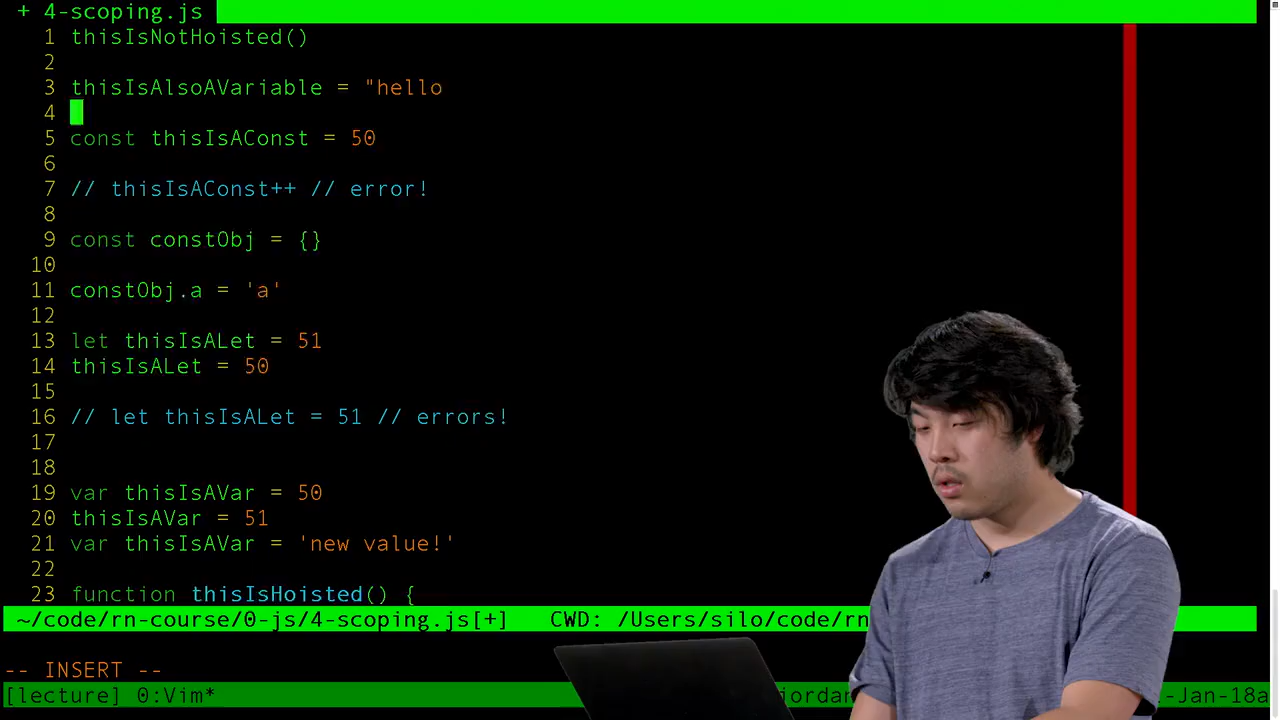 + 4-scoping.js
1 thisIsNotHoisted()
2
3 thisIsAlsoAVariable = "hello
4
5 const thisIsAConst = 50
6
7 // thisIsAConst++ // error!
8
9 const constObj = {}
10
11 constObj.a = 'a'
12
13 let thisIsALet = 51
14 thisIsALet = 50
15
16 // let thisIsALet = 51 // errors!
17
18
19 var thisIsAVar = 50
20 thisIsAVar = 51
21 var thisIsAVar = 'new value!'
22
23 function thisIsHoisted() {
~/code/rn-course/0-js/4-scoping.js[+] CWD: /Users/silo/code/rn
-- INSERT --
[lecture] 0:Vim* jordan -Jan-18a